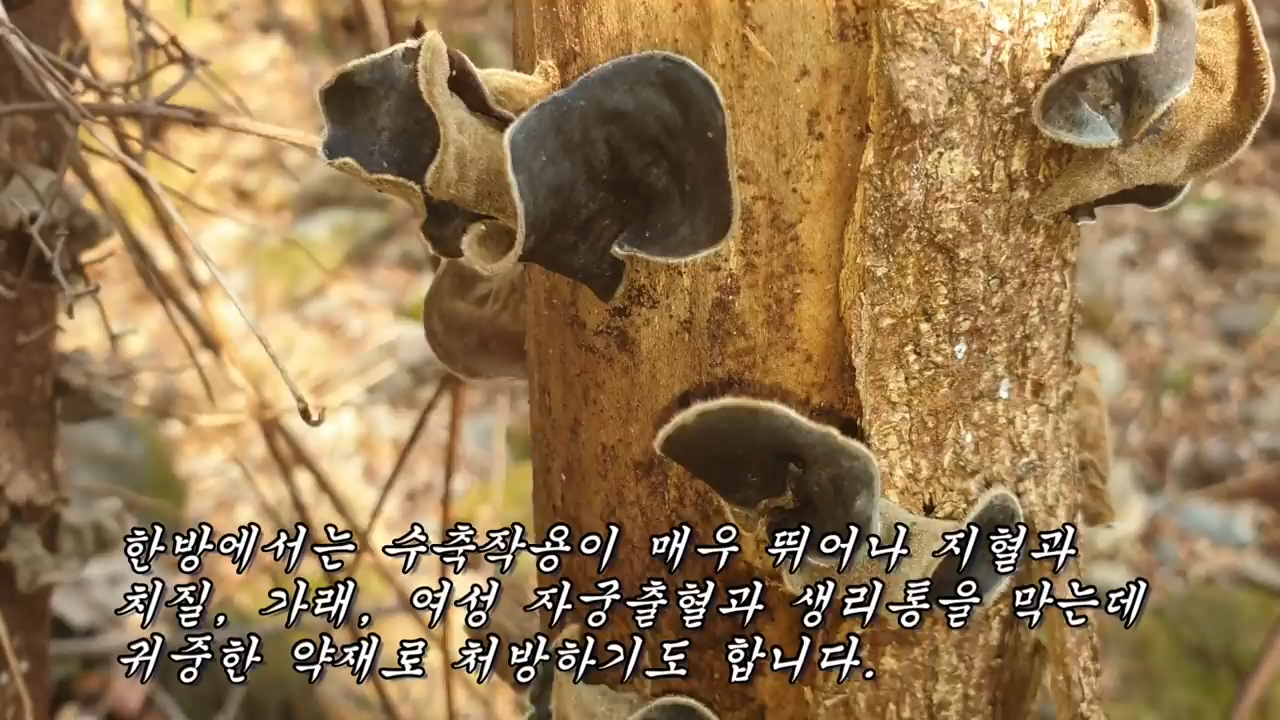 한방에서는 수축작용이 매우 뛰어나 지혈과
치질, 가래, 여성 자궁출혈과 생리통을 막는데
귀중한 약재로 처방하기도 합니다.